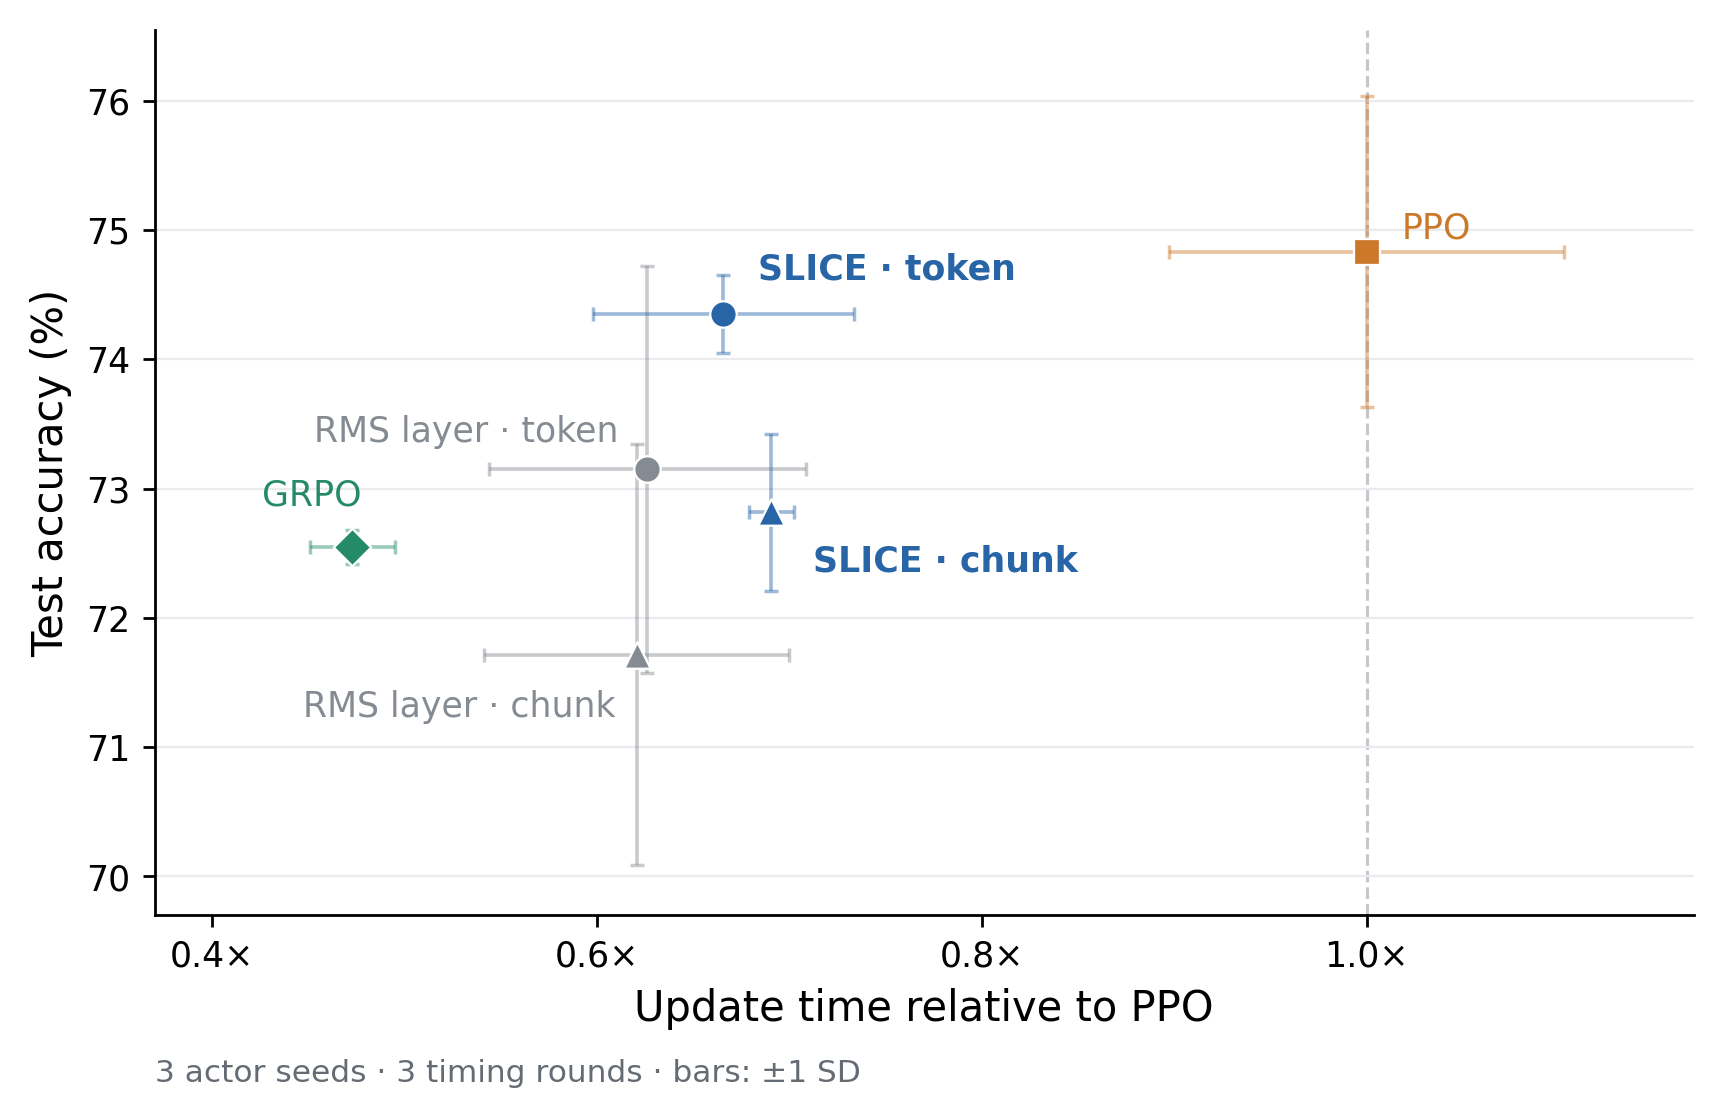 76
75
74
73
72
71
70
Test accuracy (%)
PPO
SLICE · token
RMS layer · token
GRPO
SLICE · chunk
RMS layer · chunk
0.4× 0.6× 0.8× 1.0×
Update time relative to PPO
3 actor seeds · 3 timing rounds · bars: ±1 SD